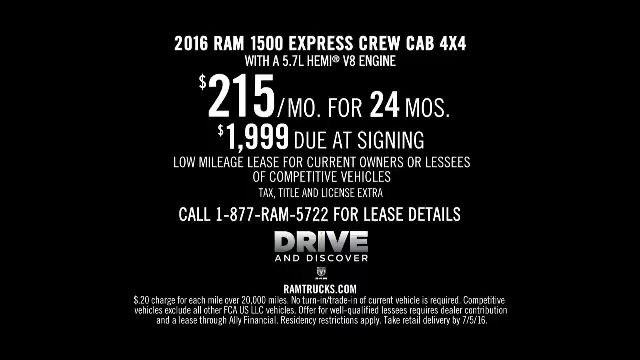 2016 RAM 1500 EXPRESS CREW CAB 4X4
WITH A 5.7L HEMI® V8 ENGINE
$215/MO. FOR 24 MOS.
$1,999 DUE AT SIGNING
LOW MILEAGE LEASE FOR CURRENT OWNERS OR LESSEES
OF COMPETITIVE VEHICLES
TAX, TITLE AND LICENSE EXTRA
CALL 1-877-RAM-5722 FOR LEASE DETAILS
DRIVE
AND DISCOVER
RAMTRUCKS.COM
$.20 charge for each mile over 20,000 miles. No turn-in/trade-in of current vehicle is required. Competitive
vehicles exclude all other FCA US LLC vehicles. Offer for well-qualified lessees requires dealer contribution
and a lease through Ally Financial. Residency restrictions apply. Take retail delivery by 7/5/16.